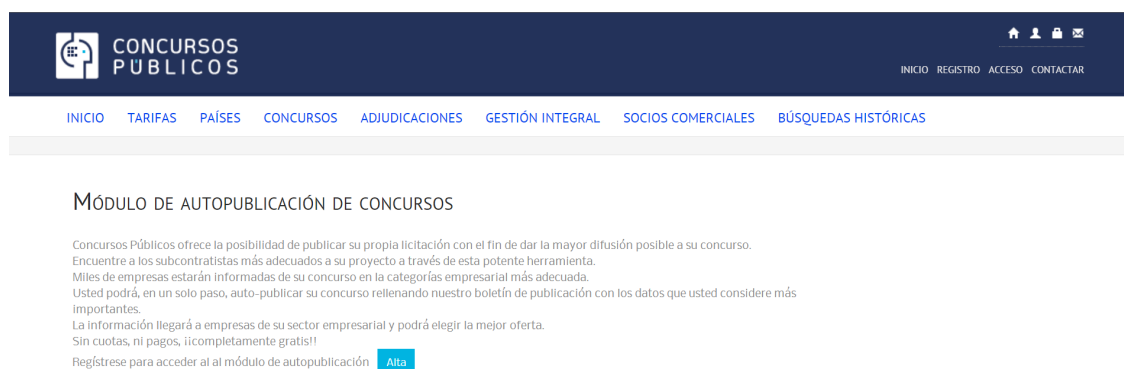 CONCURSOS
PÚBLICOS
INICIO REGISTRO ACCESO CONTACTAR
INICIO TARIFAS PAÍSES CONCURSOS ADJUDICACIONES GESTIÓN INTEGRAL SOCIOS COMERCIALES BÚSQUEDAS HISTÓRICAS
MÓDULO DE AUTOPUBLICACIÓN DE CONCURSOS
Concursos Públicos ofrece la posibilidad de publicar su propia licitación con el fin de dar la mayor difusión posible a su concurso.
Encuentre a los subcontratistas más adecuados a su proyecto a través de esta potente herramienta.
Miles de empresas estarán informadas de su concurso en la categorías empresarial más adecuada.
Usted podrá, en un solo paso, auto-publicar su concurso rellenando nuestro boletín de publicación con los datos que usted considere más
importantes.
La información llegará a empresas de su sector empresarial y podrá elegir la mejor oferta.
Sin cuotas, ni pagos, ¡¡completamente gratis!!
Regístrese para acceder al al módulo de autopublicación Alta